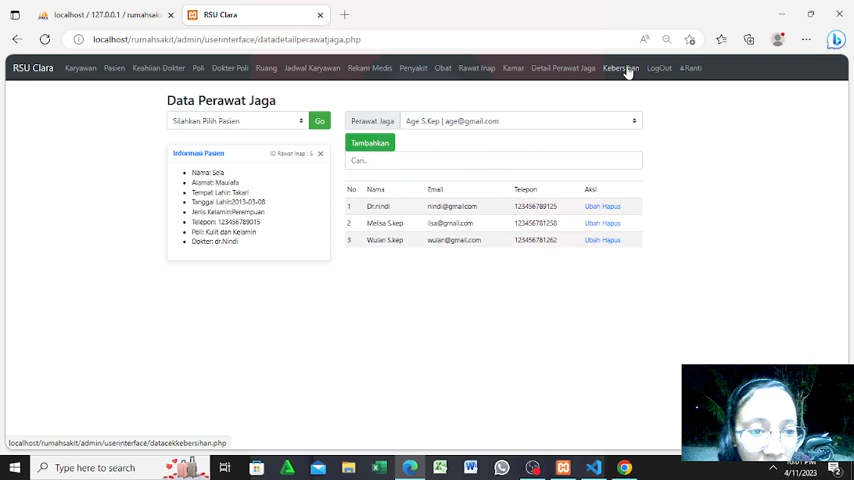 localhost / 127.0.0.1 / rumahsaki
RSU Clara
localhost/rumahsakit/admin/userinterface/datadetailperawatjaga.php
RSU Clara Karyawan Pasien Keahlian Dokter Poli Dokter Poli Ruang Jadwal Karyawan Rekam Medis Penyakit Obat Rawat Inap Kamar Detail Perawat Jaga Kebersihan LogOut Ranti
Data Perawat Jaga
Silahkan Pilih Pasien Go
Perawat Jaga Age S.Kep | age@gmail.com
Tambahkan
Cari..
Informasi Pasien ID Rawat Inap : 5
Nama: Sela
Alamat: Maulafa
Tempat Lahir: Takari
Tanggal Lahir:2013-03-08
Jenis Kelamin:Perempuan
Telepon: 123456789015
Poli: Kulit dan Kelamin
Dokter: dr.Nindi
No Nama Email Telepon Aksi
1 Dr.nindi nindi@gmailcom 123456789125 Ubah Hapus
2 Melisa S.kep lisa@gmail.com 123456781258 Ubah Hapus
3 Wulan S.kep wulan@gmail.com 123456781262 Ubah Hapus
localhost/rumahsakit/admin/userinterface/datacekkebersihan.php
Type here to search
4/11/2023
2